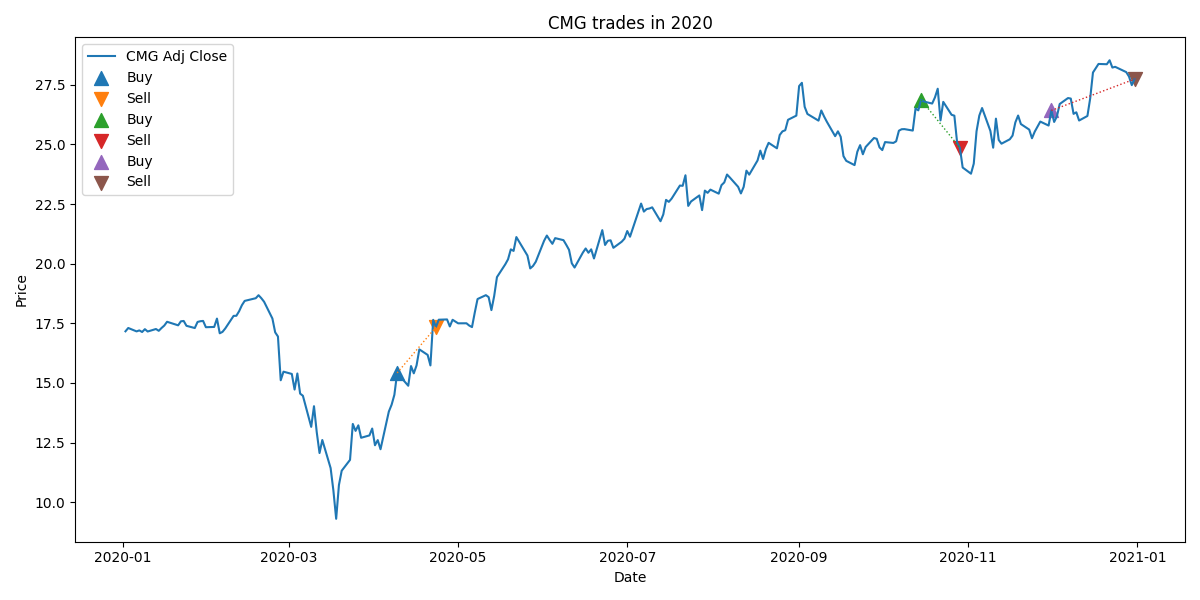 CMG trades in 2020
CMG Adj Close
Buy
Sell
Buy
Sell
Buy
Sell
27.5
25.0
22.5
20.0
17.5
15.0
12.5
10.0
Price
2020-01
2020-03
2020-05
2020-07
2020-09
2020-11
2021-01
Date